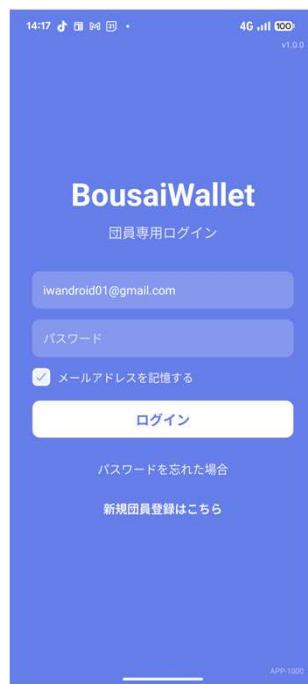 14:17 4G 100
v1.0.0
BousaiWallet
団員専用ログイン
iwandroid01@gmail.com
パスワード
メールアドレスを記憶する
ログイン
パスワードを忘れた場合
新規団員登録はこちら
APP-1000